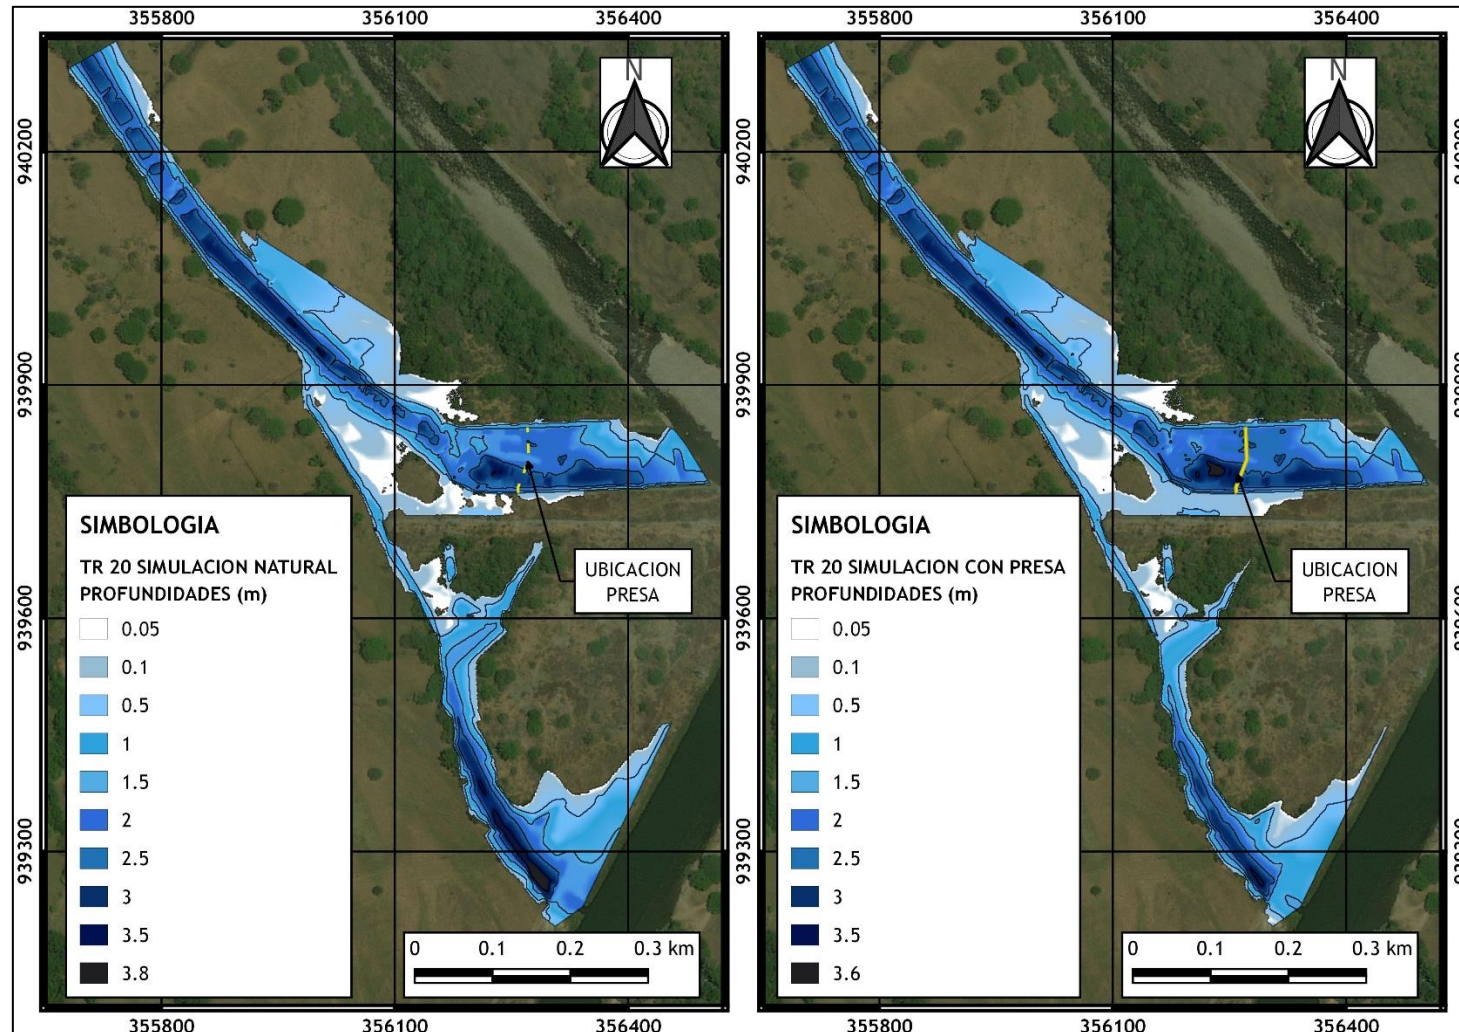 355800 356100 356400
355800 356100 356400
N
N
940200
939900
939600
939300
940200
939900
939600
939300
SIMBOLOGIA
TR 20 SIMULACION NATURAL
PROFUNDIDADES (m)
0.05
0.1
0.5
1
1.5
2
2.5
3
3.5
3.8
UBICACION
PRESA
0 0.1 0.2 0.3 km
SIMBOLOGIA
TR 20 SIMULACION CON PRESA
PROFUNDIDADES (m)
0.05
0.1
0.5
1
1.5
2
2.5
3
3.5
3.6
UBICACION
PRESA
0 0.1 0.2 0.3 km
355800 356100 356400
355800 356100 356400